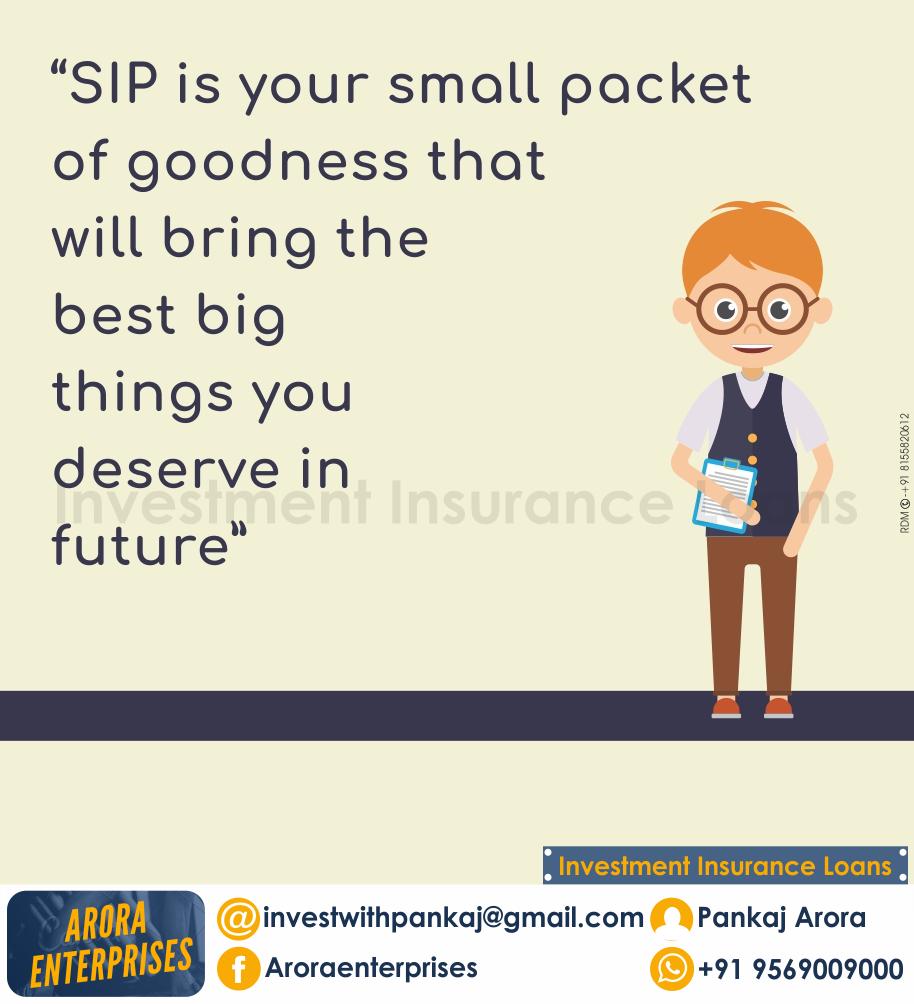 “SIP is your small packet
of goodness that
will bring the
best big
things you
deserve in
future”
Investment Insurance Loans
RDM -+91 8155820612
Investment Insurance Loans
ARORA
ENTERPRISES
investwithpankaj@gmail.com
Pankaj Arora
Aroraenterprises
+91 9569009000